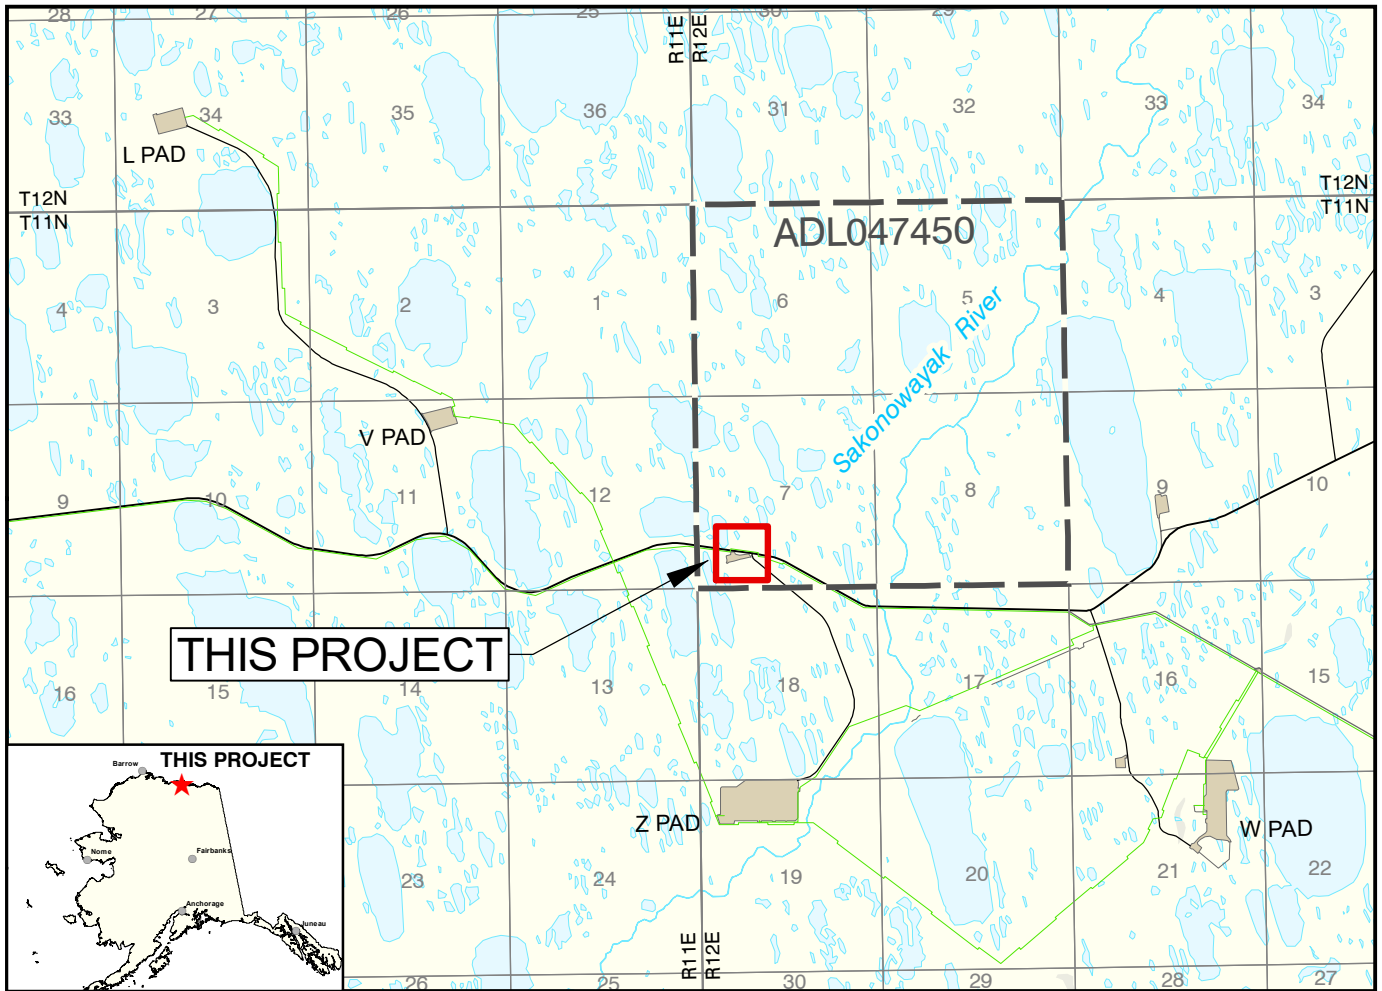 28 27 26 25 30 29
R11E
R12E
33 34 35 36 31 32 33 34
L PAD
T12N T12N
T11N T11N
ADL047450
4 3 2 1 6 5 4 3
Sakonowayak River
V PAD
9 10 11 12 7 8 9 10
THIS PROJECT
16 15 14 13 18 17 16 15
Z PAD
W PAD
23 24 19 20 21 22
R11E
R12E
26 25 30 29 28 27
THIS PROJECT
Barrow
Nome
Fairbanks
Anchorage
Juneau